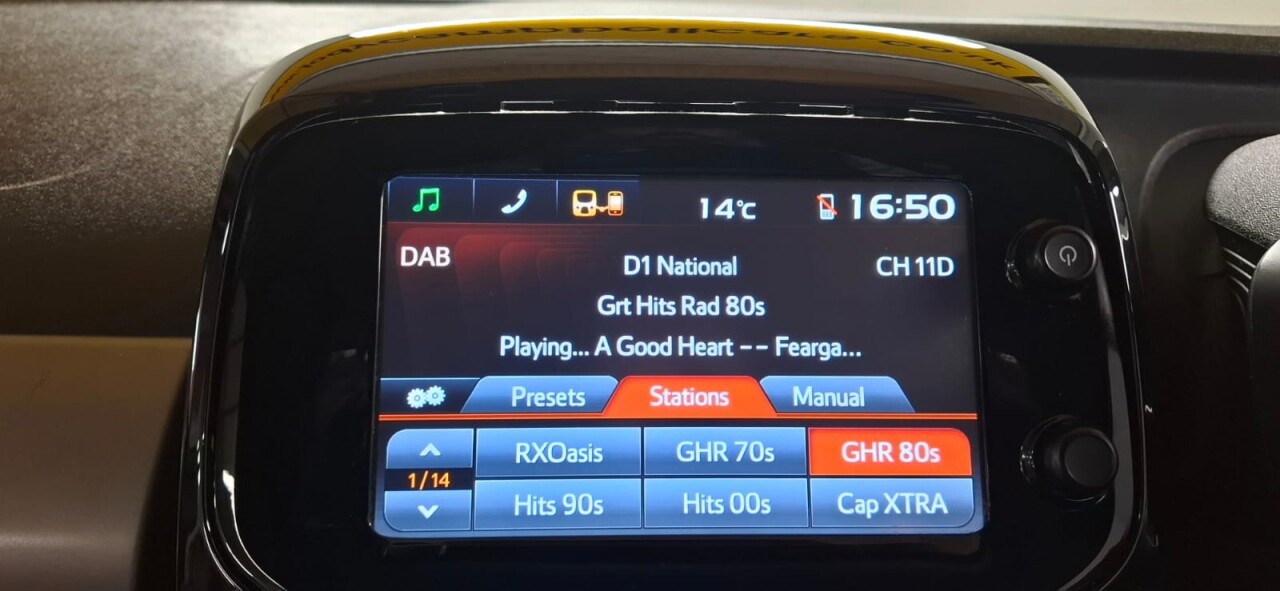 14°C
16:50
DAB
D1 National
CH 11D
Grt Hits Rad 80s
Playing... A Good Heart -- Fearga...
Presets
Stations
Manual
RXOasis
GHR 70s
GHR 80s
1/14
Hits 90s
Hits 00s
Cap XTRA